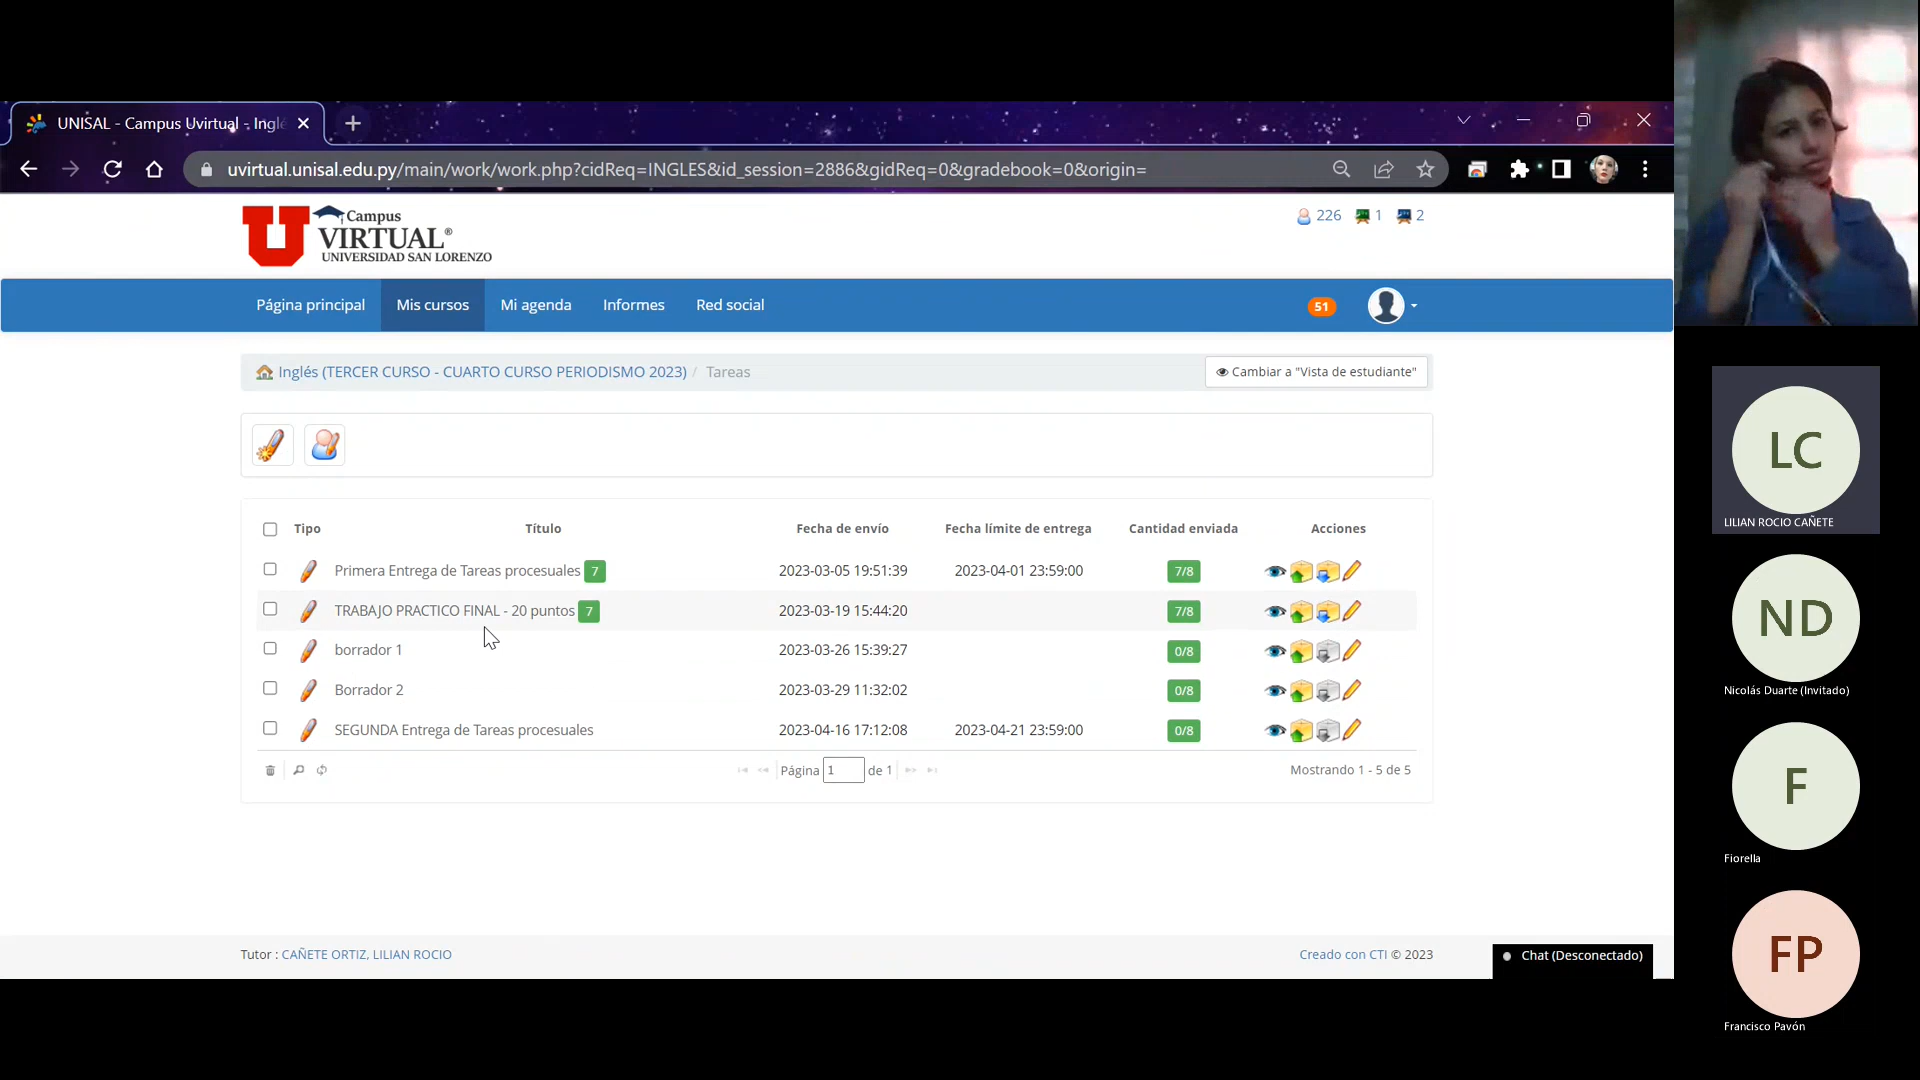 UNISAL - Campus Uvirtual - Ingl
uvirtual.unisal.edu.py/main/work/work.php?cidReq=INGLES&id_session=2886&gidReq=0&gradebook=0&origin=
Campus
VIRTUAL®
UNIVERSIDAD SAN LORENZO
226 1 2
Página principal Mis cursos Mi agenda Informes Red social 51
Inglés (TERCER CURSO - CUARTO CURSO PERIODISMO 2023) / Tareas Cambiar a "Vista de estudiante"
Tipo Título Fecha de envío Fecha límite de entrega Cantidad enviada Acciones
Primera Entrega de Tareas procesuales 7 2023-03-05 19:51:39 2023-04-01 23:59:00 7/8
TRABAJO PRACTICO FINAL - 20 puntos 7 2023-03-19 15:44:20 7/8
borrador 1 2023-03-26 15:39:27 0/8
Borrador 2 2023-03-29 11:32:02 0/8
SEGUNDA Entrega de Tareas procesuales 2023-04-16 17:12:08 2023-04-21 23:59:00 0/8
Página 1 de 1 Mostrando 1 - 5 de 5
Tutor : CAÑETE ORTIZ, LILIAN ROCIO Creado con CTI © 2023
Chat (Desconectado)
LC
LILIAN ROCIO CAÑETE
ND
Nicolás Duarte (Invitado)
F
Fiorella
FP
Francisco Pavón